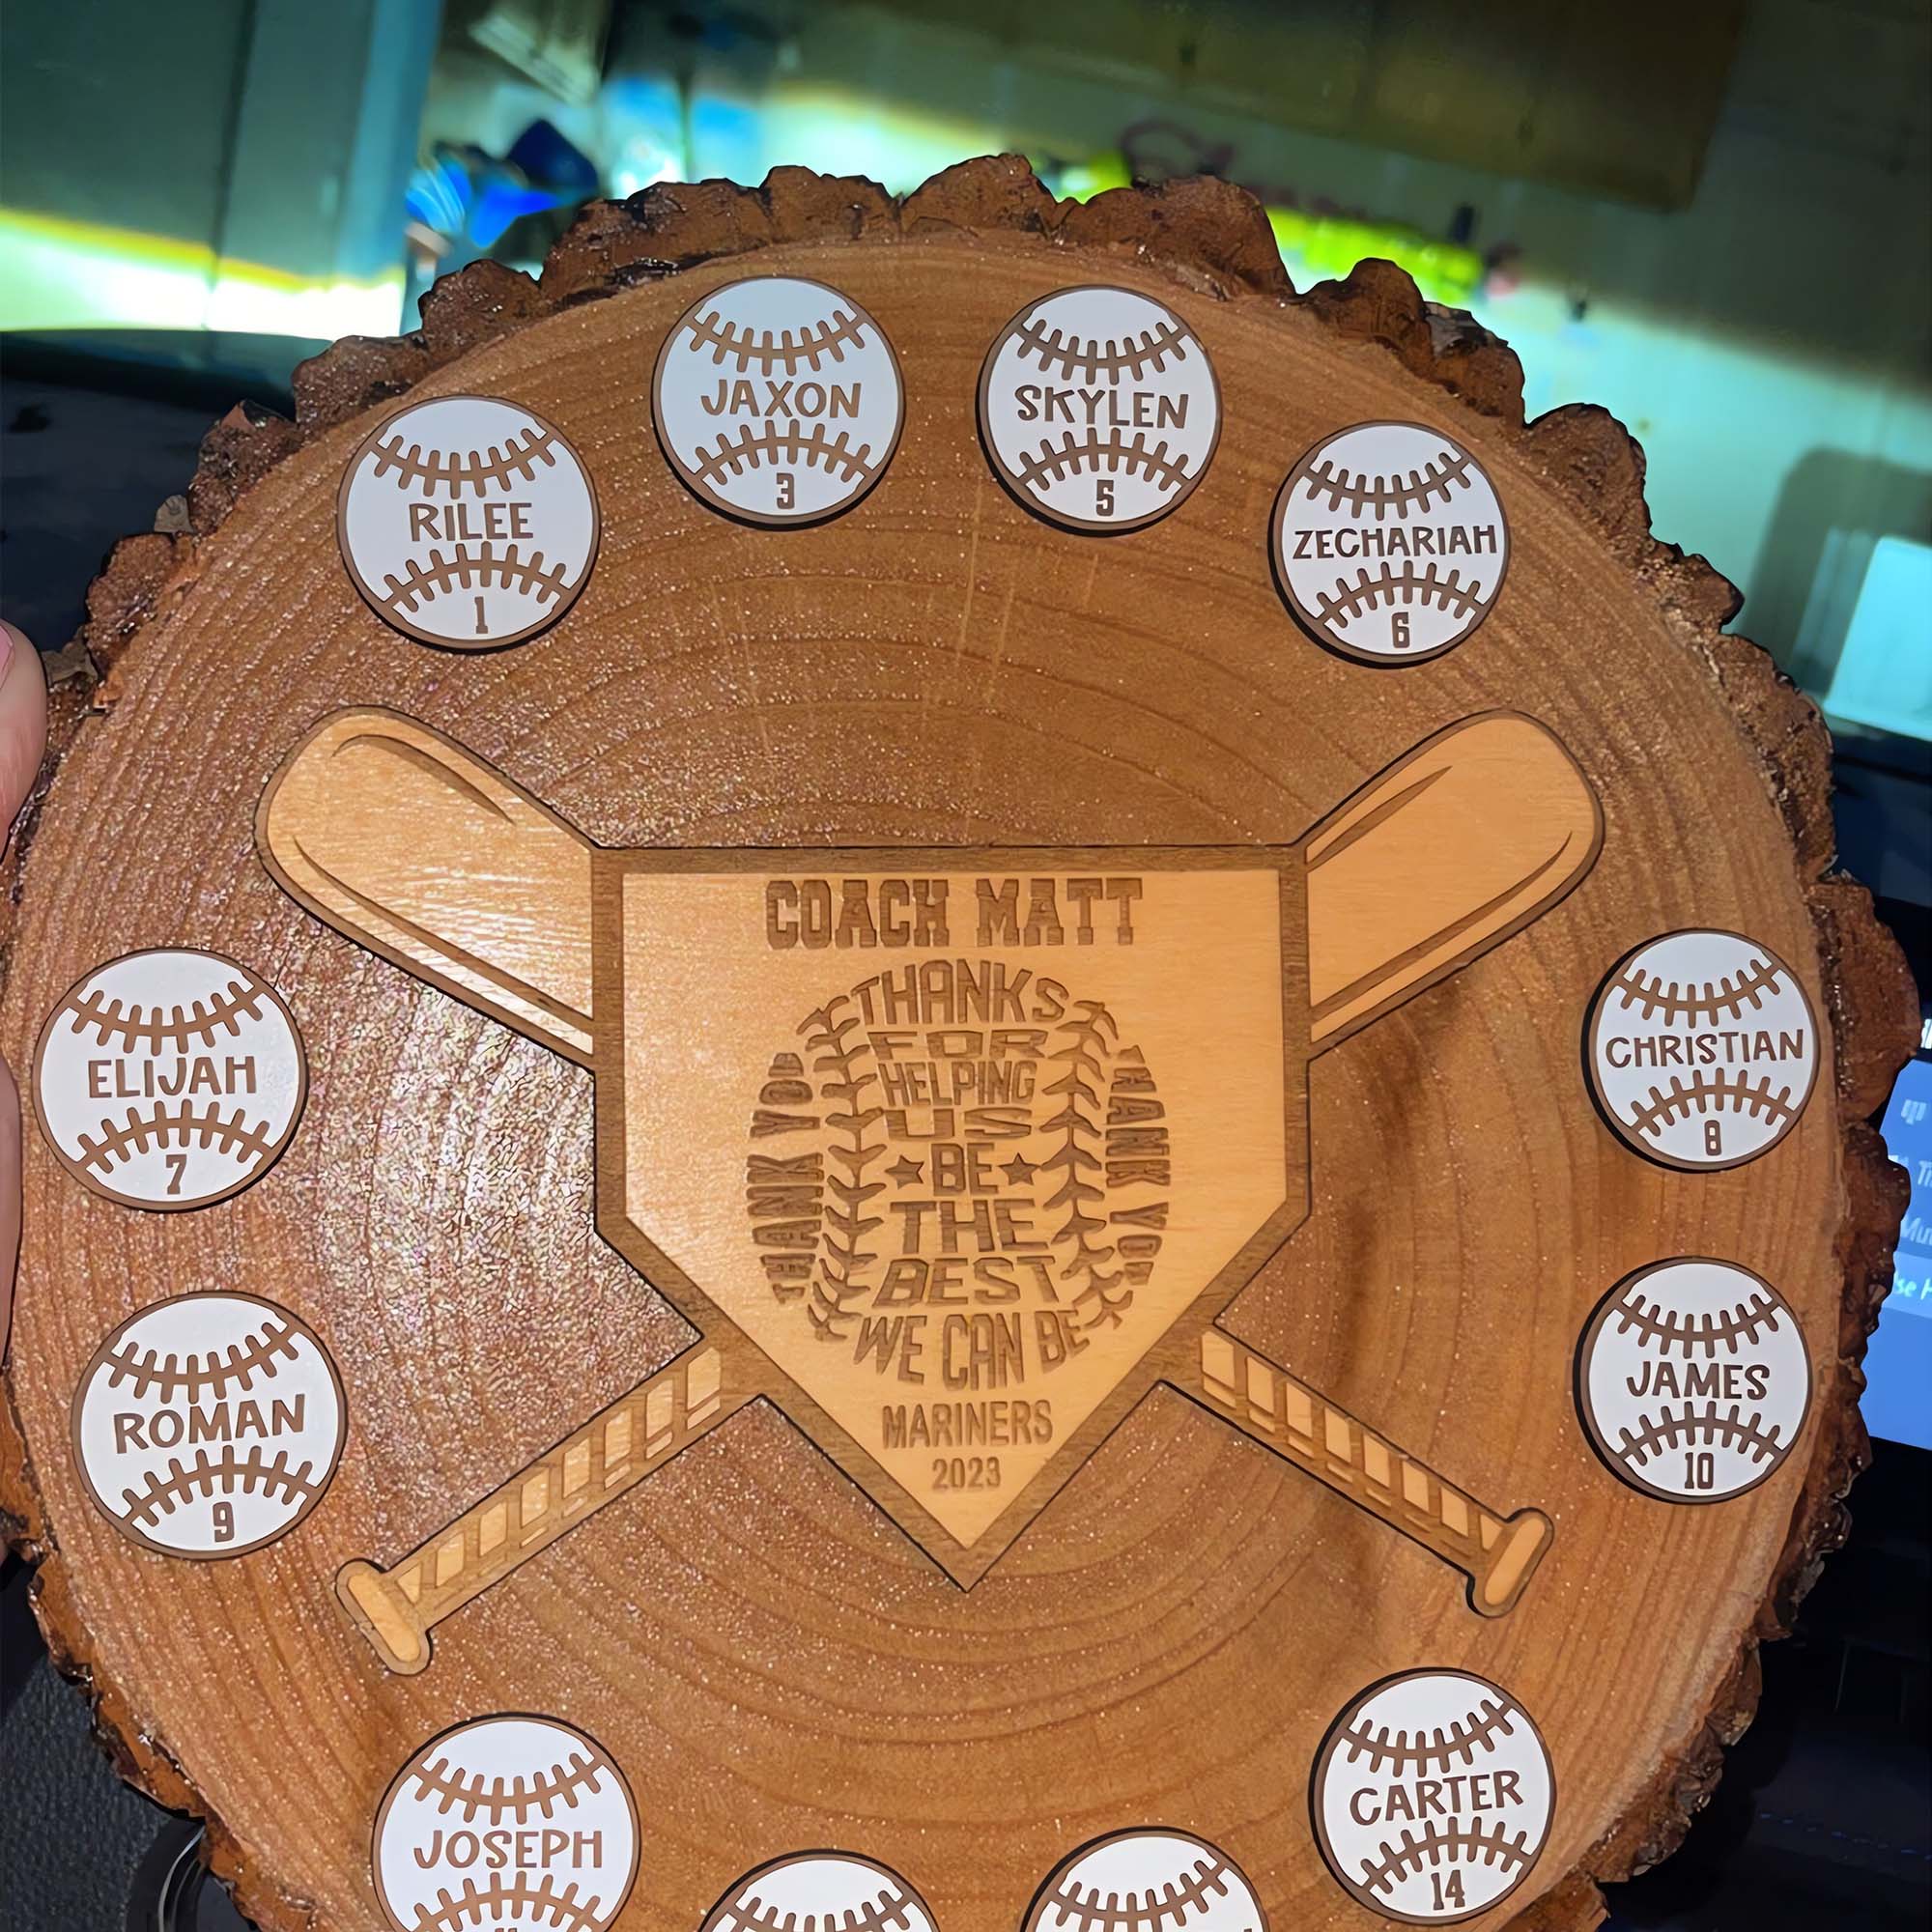 JAXON
3
SKYLEN
5
RILEE
1
ZECHARIAH
6
COACH MATT
THANKS
FOR
HELPING
US
BE
THE
BEST
WE CAN BE
THANK YOU
THANK YOU
MARINERS
2023
ELIJAH
7
CHRISTIAN
8
ROMAN
9
JAMES
10
JOSEPH
CARTER
14